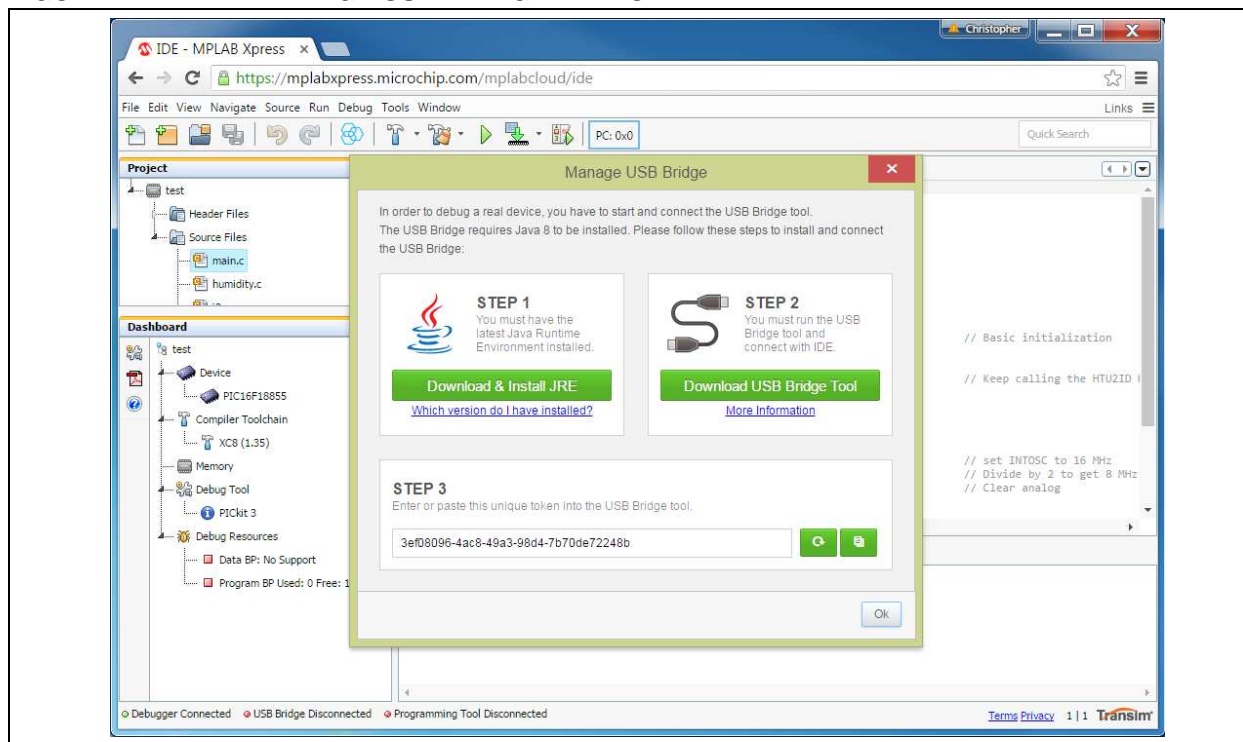 Christopher
IDE - MPLAB Xpress ×
https://mplabxpress.microchip.com/mplabcloud/ide
File Edit View Navigate Source Run Debug Tools Window
Links
PC: 0x0
Quick Search
Project
test
Header Files
Source Files
main.c
humidity.c
Dashboard
test
Device
PIC16F18855
Compiler Toolchain
XC8 (1.35)
Memory
Debug Tool
PICkit 3
Debug Resources
Data BP: No Support
Program BP Used: 0 Free: 1
Manage USB Bridge
In order to debug a real device, you have to start and connect the USB Bridge tool.
The USB Bridge requires Java 8 to be installed. Please follow these steps to install and connect
the USB Bridge:
STEP 1
You must have the
latest Java Runtime
Environment installed.
Download & Install JRE
Which version do I have installed?
STEP 2
You must run the USB
Bridge tool and
connect with IDE.
Download USB Bridge Tool
More Information
STEP 3
Enter or paste this unique token into the USB Bridge tool.
3ef08096-4ac8-49a3-98d4-7b70de72248b
Ok
// Basic initialization
// Keep calling the HTU21D
// set INTOSC to 16 MHz
// Divide by 2 to get 8 MHz
// Clear analog
Debugger Connected USB Bridge Disconnected Programming Tool Disconnected
Terms Privacy 1|1 Transim